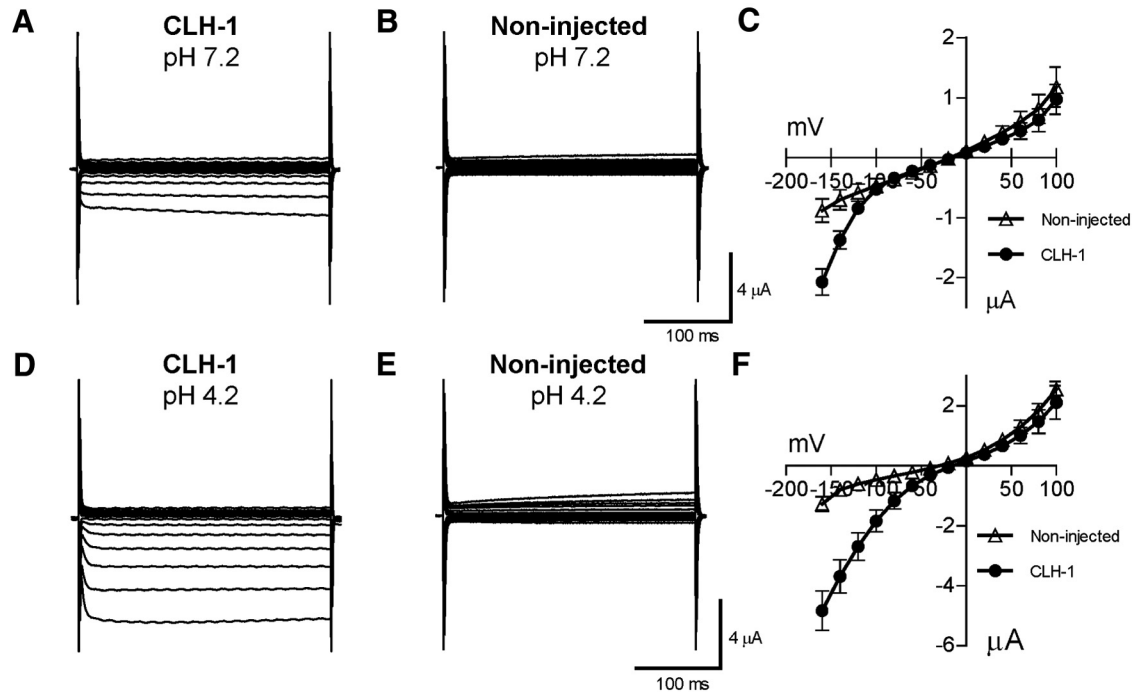 A
CLH-1
pH 7.2
B
Non-injected
pH 7.2
4 µA
100 ms
C
2
1
mV
-200 -150 -100 -50 50 100
-1
-2
µA
Non-injected
CLH-1
D
CLH-1
pH 4.2
E
Non-injected
pH 4.2
4 µA
100 ms
F
2
mV
-200 -150 -100 -50 50 100
-2
-4
-6
µA
Non-injected
CLH-1